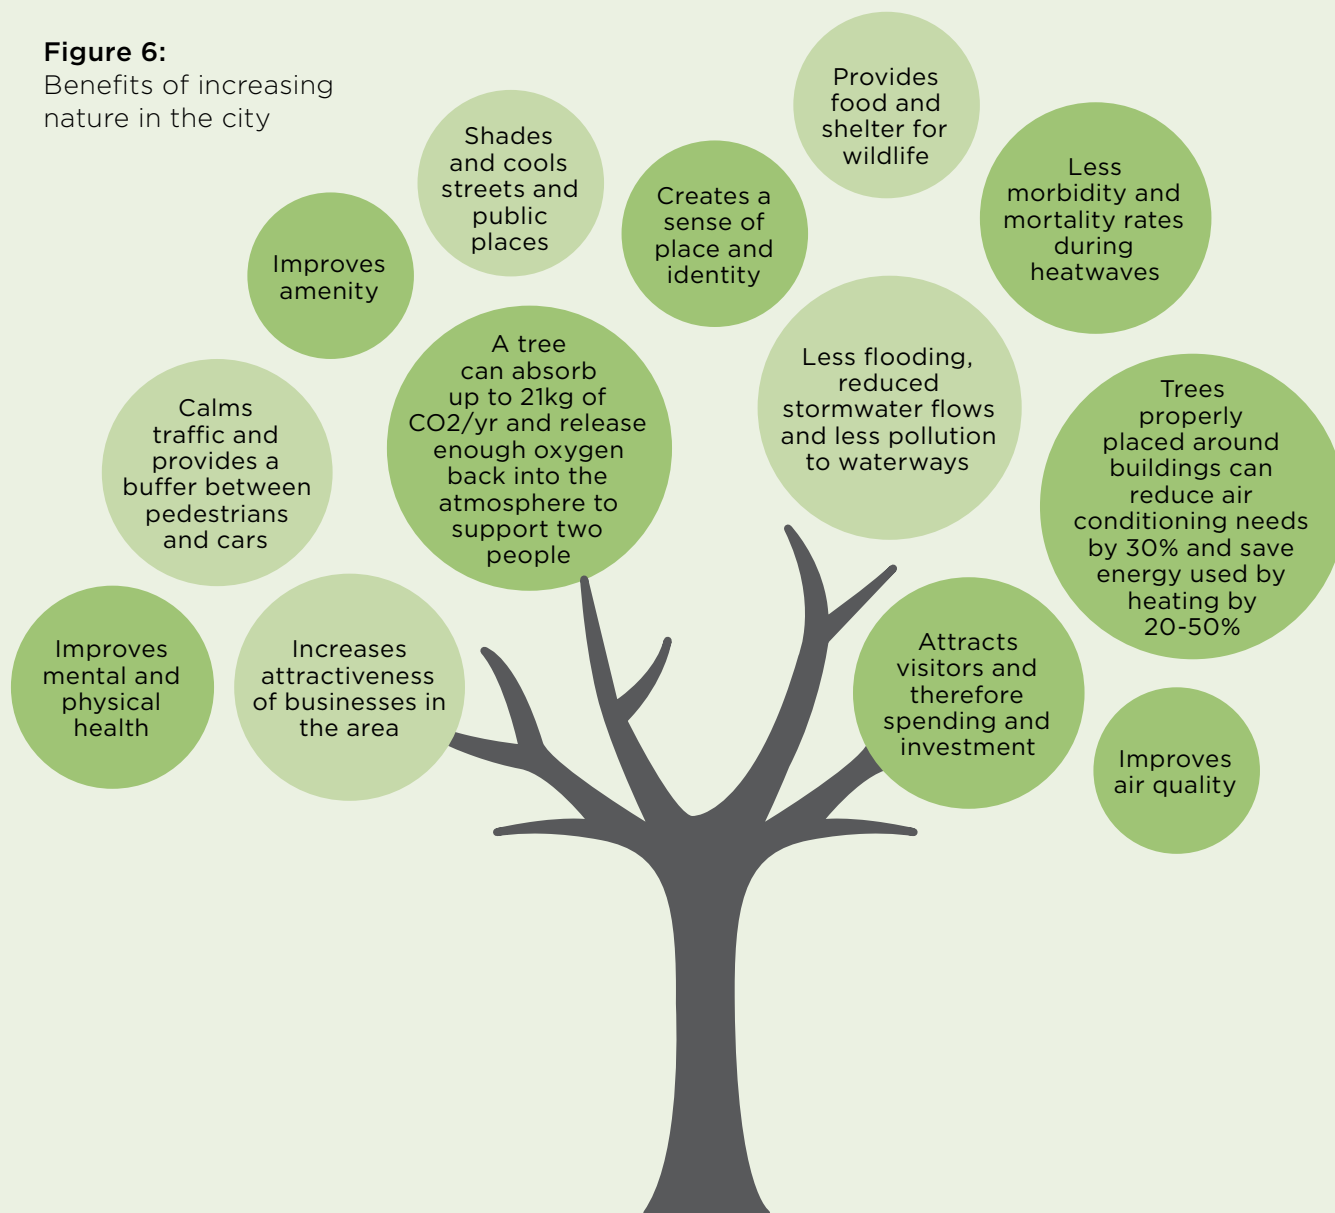 Figure 6:
Benefits of increasing
nature in the city
Provides
food and
shelter for
wildlife
Shades
and cools
streets and
public
places
Less
morbidity and
mortality rates
during
heatwaves
Creates a
sense of
place and
identity
Improves
amenity
A tree
can absorb
up to 21kg of
CO2/yr and release
enough oxygen
back into the
atmosphere to
support two
people
Less flooding,
reduced
stormwater flows
and less pollution
to waterways
Trees
properly
placed around
buildings can
reduce air
conditioning needs
by 30% and save
energy used by
heating by
20-50%
Calms
traffic and
provides a
buffer between
pedestrians
and cars
Improves
mental and
physical
health
Increases
attractiveness
of businesses in
the area
Attracts
visitors and
therefore
spending and
investment
Improves
air quality